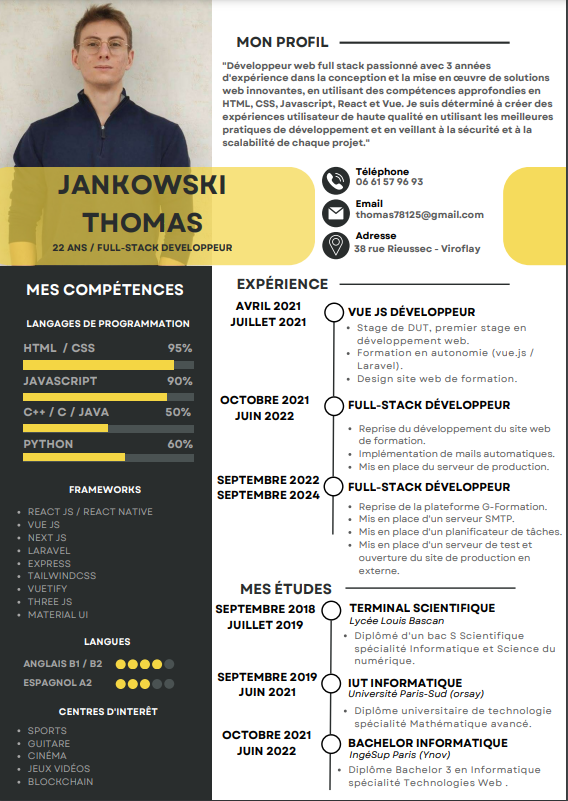 MON PROFIL
"Développeur web full stack passionné avec 3 années
d'expérience dans la conception et la mise en œuvre de solutions
web innovantes, en utilisant des compétences approfondies en
HTML, CSS, Javascript, React et Vue. Je suis déterminé à créer des
expériences utilisateur de haute qualité en utilisant les meilleures
pratiques de développement et en veillant à la sécurité et à la
scalabilité de chaque projet."
JANKOWSKI
THOMAS
22 ANS / FULL-STACK DEVELOPPEUR
Téléphone
06 61 57 96 93
Email
thomas78125@gmail.com
Adresse
38 rue Rieussec - Viroflay
MES COMPÉTENCES
LANGAGES DE PROGRAMMATION
HTML / CSS 95%
JAVASCRIPT 90%
C++ / C / JAVA 50%
PYTHON 60%
FRAMEWORKS
• REACT JS / REACT NATIVE
• VUE JS
• NEXT JS
• LARAVEL
• EXPRESS
• TAILWINDCSS
• VUETIFY
• THREE JS
• MATERIAL UI
LANGUES
ANGLAIS B1 / B2
ESPAGNOL A2
CENTRES D'INTERÊT
• SPORTS
• GUITARE
• CINÉMA
• JEUX VIDÉOS
• BLOCKCHAIN
EXPÉRIENCE
AVRIL 2021
JUILLET 2021
VUE JS DÉVELOPPEUR
• Stage de DUT, premier stage en
développement web.
• Formation en autonomie (vue.js /
Laravel).
• Design site web de formation.
OCTOBRE 2021
JUIN 2022
FULL-STACK DÉVELOPPEUR
• Reprise du développement du site web
de formation.
• Implémentation de mails automatiques.
• Mis en place du serveur de production.
SEPTEMBRE 2022
SEPTEMBRE 2024
FULL-STACK DÉVELOPPEUR
• Reprise de la plateforme G-Formation.
• Mis en place d'un serveur SMTP.
• Mis en place d'un planificateur de tâches.
• Mis en place d'un serveur de test et
ouverture du site de production en
externe.
MES ÉTUDES
SEPTEMBRE 2018
JUILLET 2019
TERMINAL SCIENTIFIQUE
Lycée Louis Bascan
• Diplômé d'un bac S Scientifique
spécialité Informatique et Science du
numérique.
SEPTEMBRE 2019
JUIN 2021
IUT INFORMATIQUE
Université Paris-Sud (orsay)
• Diplôme universitaire de technologie
spécialité Mathématique avancé.
OCTOBRE 2021
JUIN 2022
BACHELOR INFORMATIQUE
IngéSup Paris (Ynov)
• Diplôme Bachelor 3 en Informatique
spécialité Technologies Web .